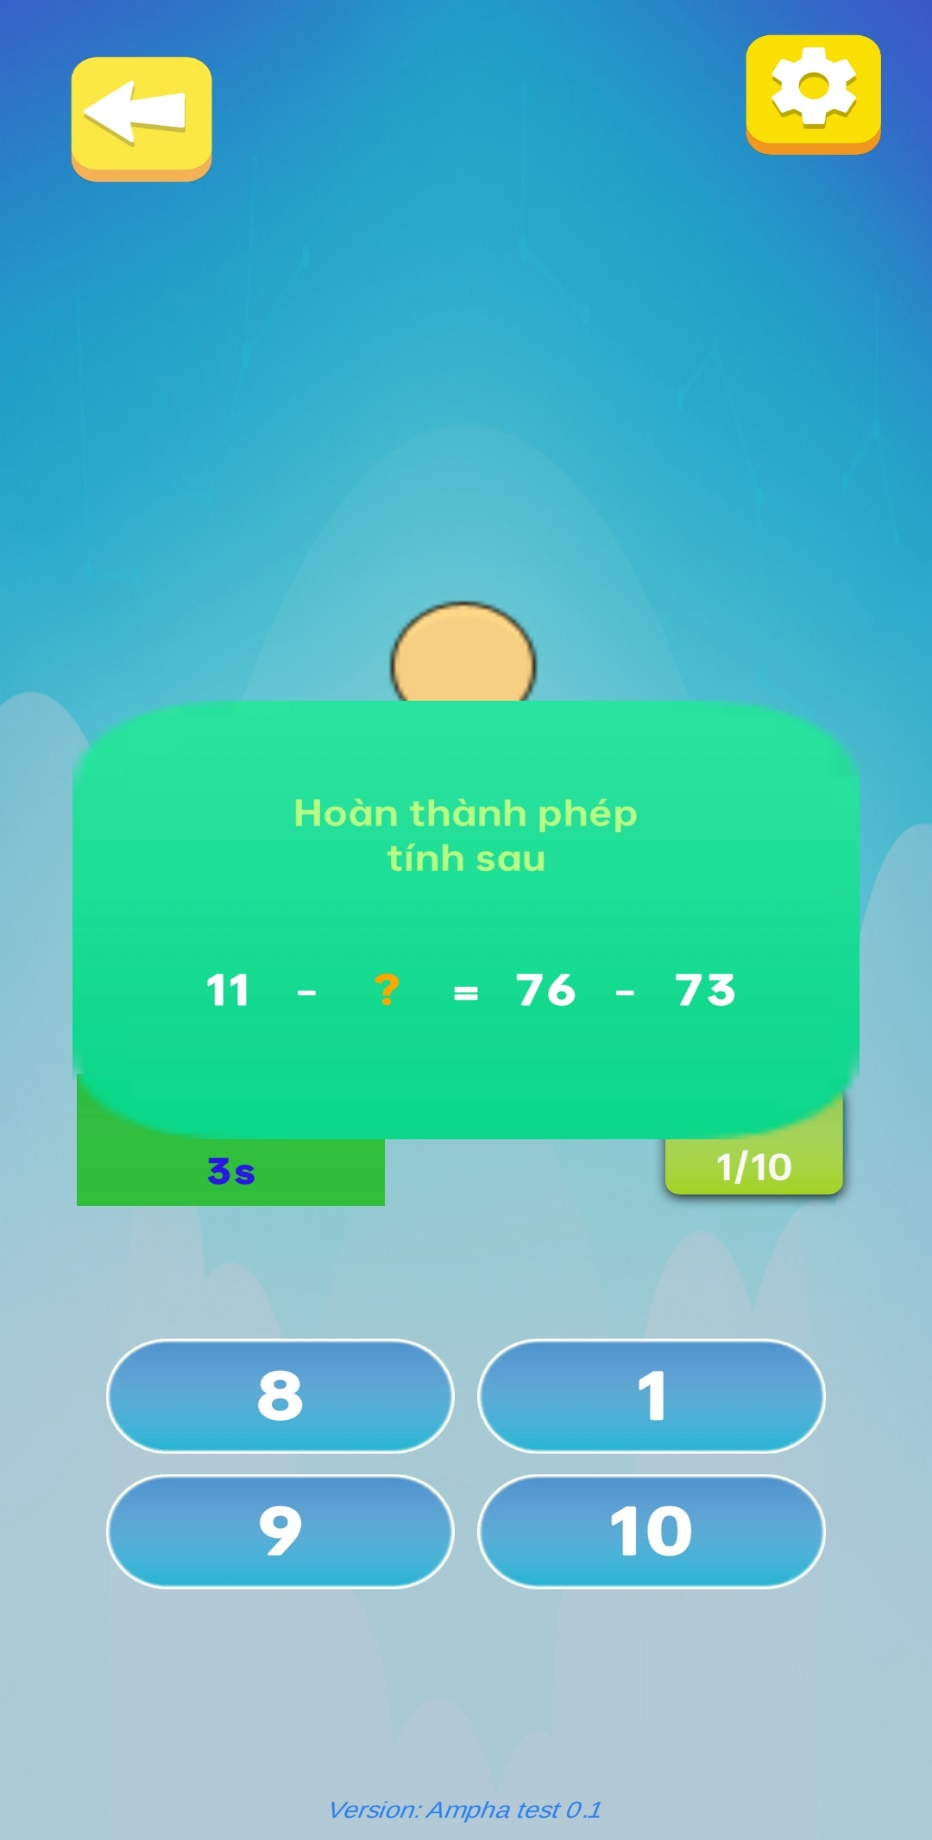 Hoàn thành phép
tính sau
11 - ? = 76 - 73
3s
1/10
8
1
9
10
Version: Ampha test 0.1